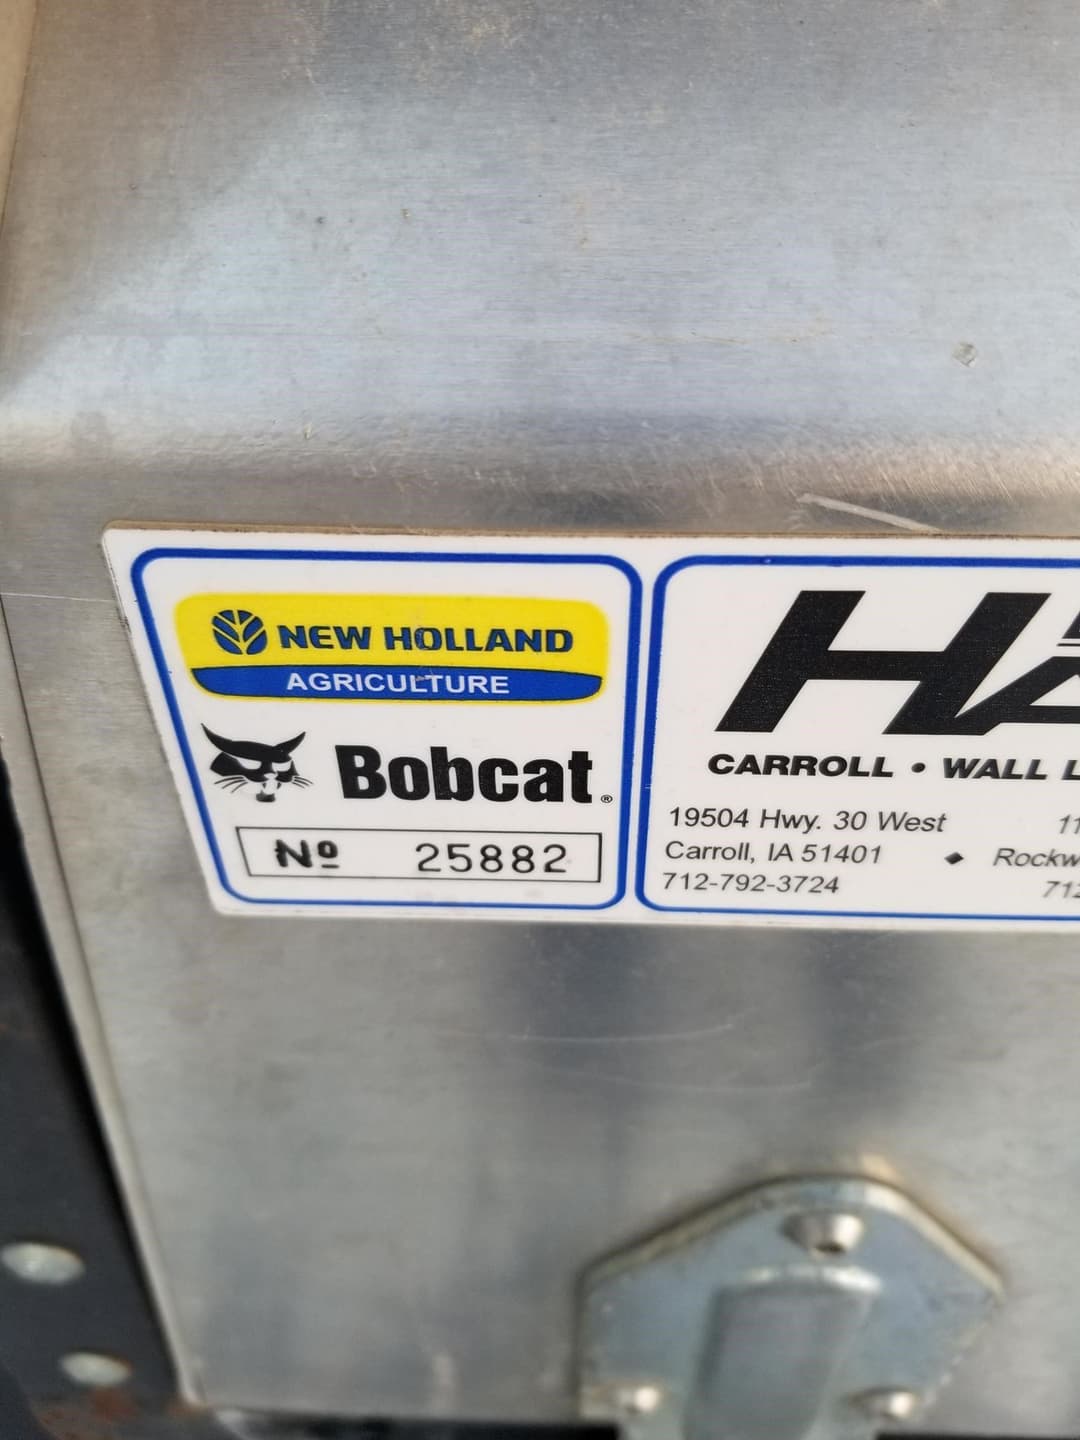 NEW HOLLAND
AGRICULTURE
Bobcat®
Nº 25882
CARROLL • WALL
19504 Hwy. 30 West
Carroll, IA 51401 ◆
712-792-3724